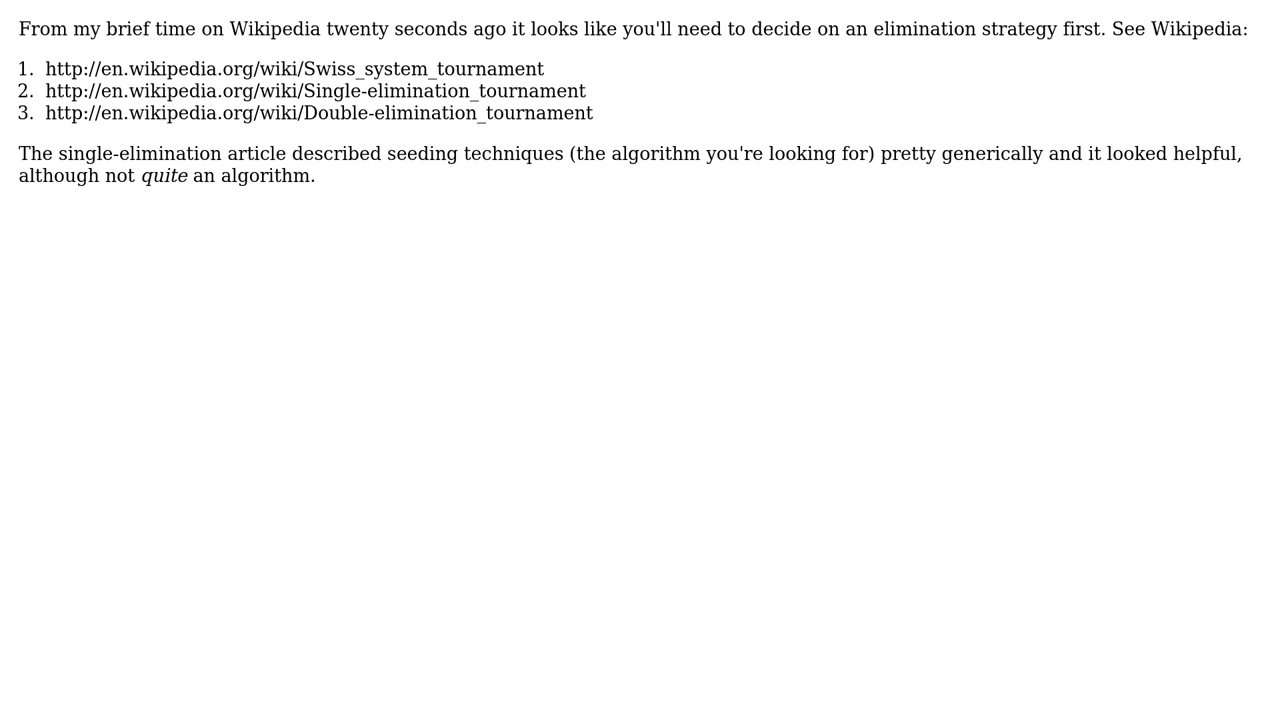 From my brief time on Wikipedia twenty seconds ago it looks like you'll need to decide on an elimination strategy first. See Wikipedia:
1. http://en.wikipedia.org/wiki/Swiss_system_tournament
2. http://en.wikipedia.org/wiki/Single-elimination_tournament
3. http://en.wikipedia.org/wiki/Double-elimination_tournament
The single-elimination article described seeding techniques (the algorithm you're looking for) pretty generically and it looked helpful,
although not quite an algorithm.